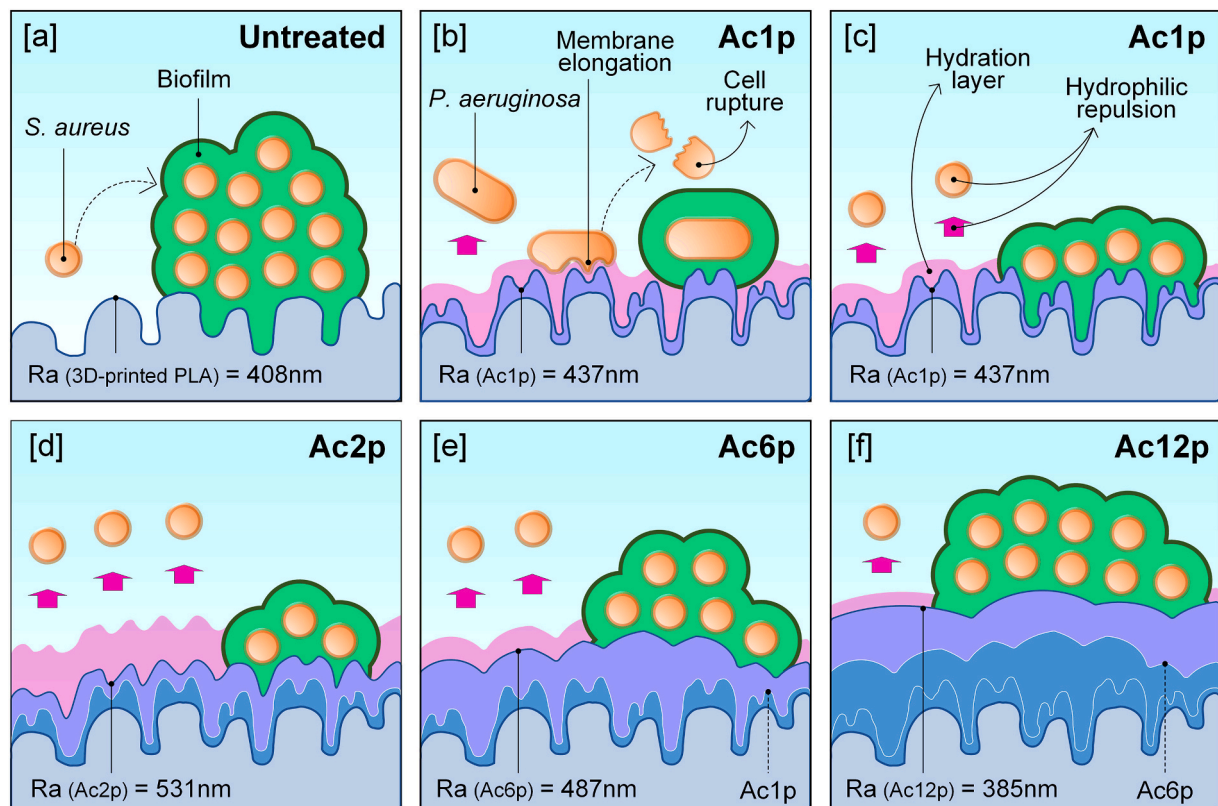 [a] Untreated
Biofilm
S. aureus
Ra (3D-printed PLA) = 408nm
[b] Ac1p
Membrane
elongation
P. aeruginosa
Cell
rupture
Ra (Ac1p) = 437nm
[c] Ac1p
Hydration
layer
Hydrophilic
repulsion
Ra (Ac1p) = 437nm
[d] Ac2p
Ra (Ac2p) = 531nm
[e] Ac6p
Ra (Ac6p) = 487nm
Ac1p
[f] Ac12p
Ra (Ac12p) = 385nm
Ac6p